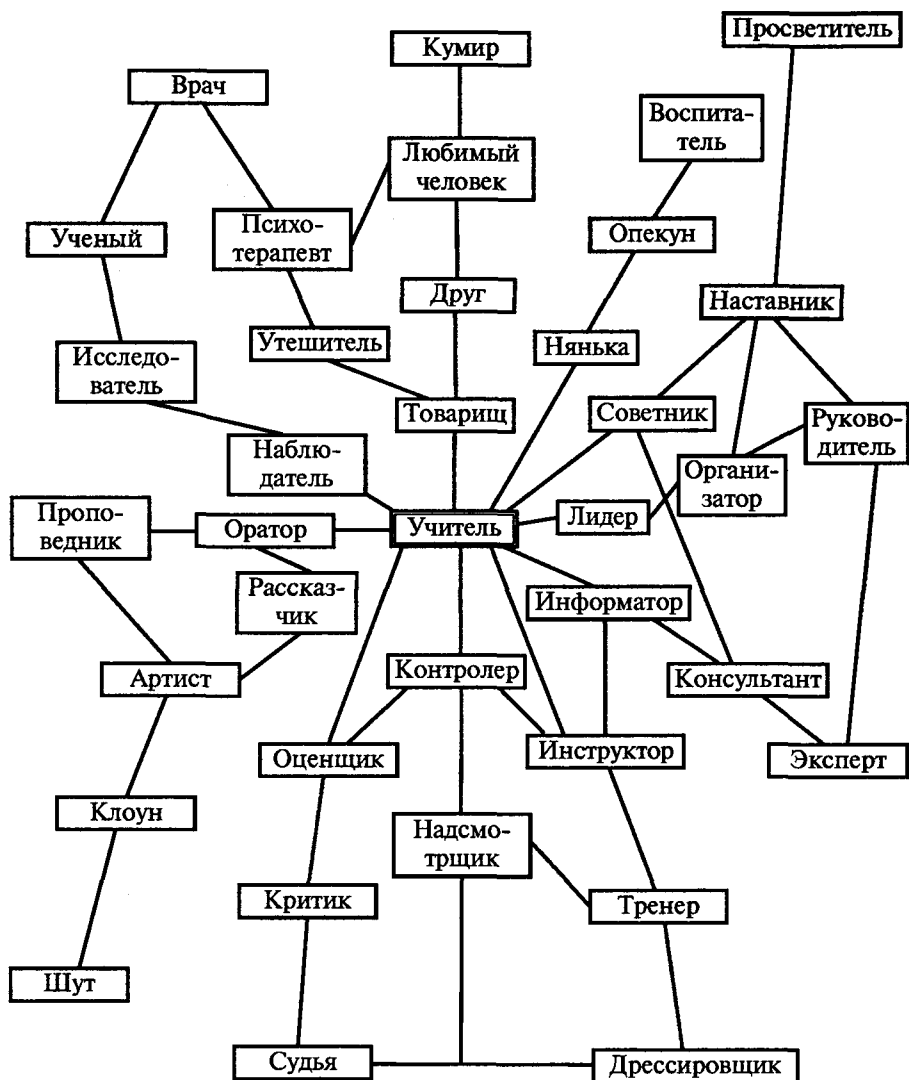 Просветитель
Кумир
Врач
Воспита-
тель
Любимый
человек
Ученый
Психо-
терапевт
Опекун
Друг
Наставник
Утешитель
Нянька
Исследо-
ватель
Товарищ
Советник
Руково-
дитель
Наблю-
датель
Органи-
затор
Пропо-
ведник
Оратор
Учитель
Лидер
Рассказ-
чик
Информатор
Артист
Контролер
Консультант
Оценщик
Инструктор
Эксперт
Клоун
Надсмо-
трщик
Критик
Тренер
Шут
Судья
Дрессировщик